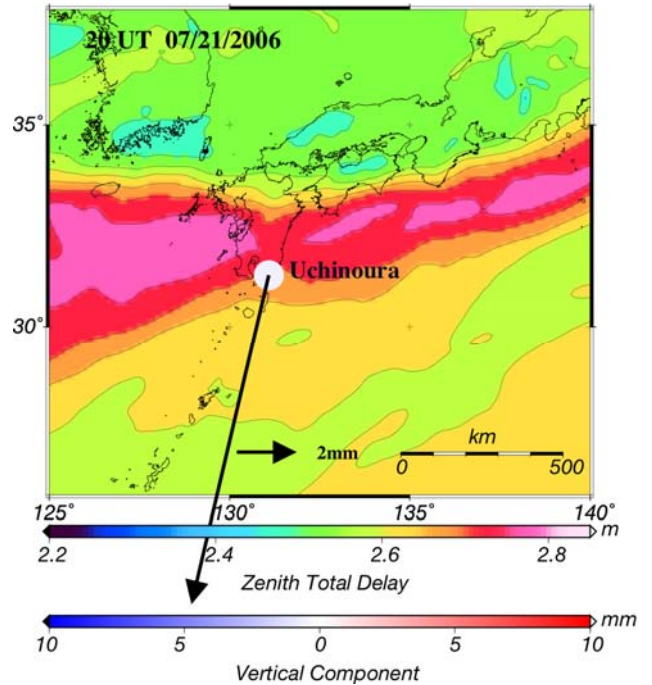 20 UT 07/21/2006
35°
Uchinoura
30°
km
2mm
0 500
125° 130° 135° 140°
m
2.2 2.4 2.6 2.8
Zenith Total Delay
mm
10 5 0 5 10
Vertical Component